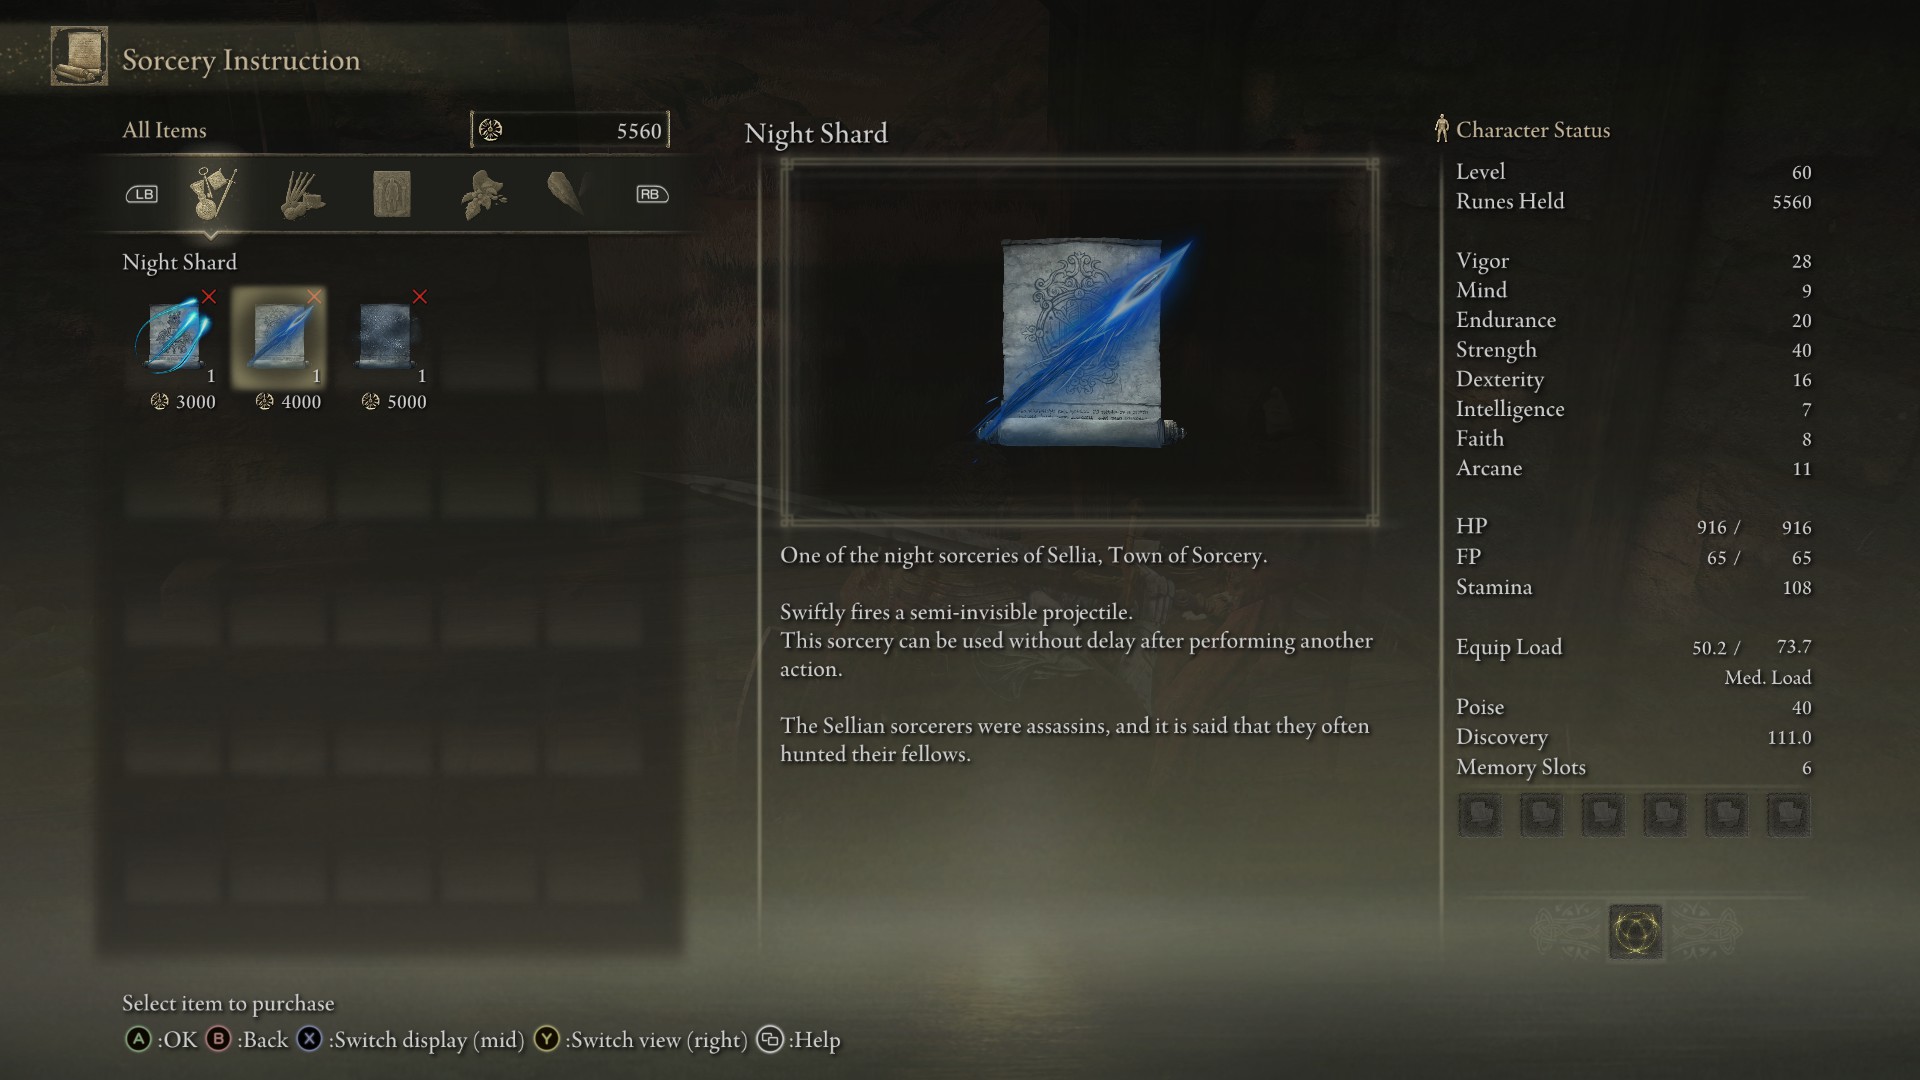 Sorcery Instruction
All Items
5560
LB
RB
Night Shard
1
1
1
3000
4000
5000
Night Shard
One of the night sorceries of Sellia, Town of Sorcery.
Swiftly fires a semi-invisible projectile.
This sorcery can be used without delay after performing another
action.
The Sellian sorcerers were assassins, and it is said that they often
hunted their fellows.
Character Status
Level 60
Runes Held 5560
Vigor 28
Mind 9
Endurance 20
Strength 40
Dexterity 16
Intelligence 7
Faith 8
Arcane 11
HP 916 / 916
FP 65 / 65
Stamina 108
Equip Load 50.2 / 73.7
Med. Load
Poise 40
Discovery 111.0
Memory Slots 6
Select item to purchase
A :OK B :Back X :Switch display (mid) Y :Switch view (right) :Help